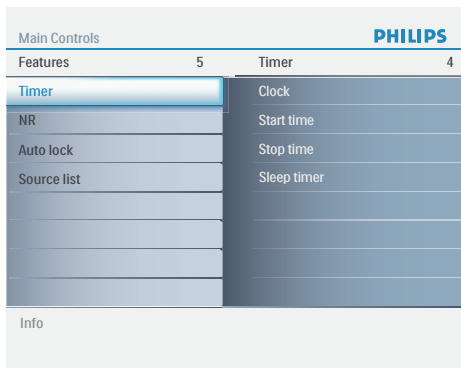 Main Controls PHILIPS
Features 5 Timer 4
Timer Clock
NR Start time
Auto lock Stop time
Source list Sleep timer
Info